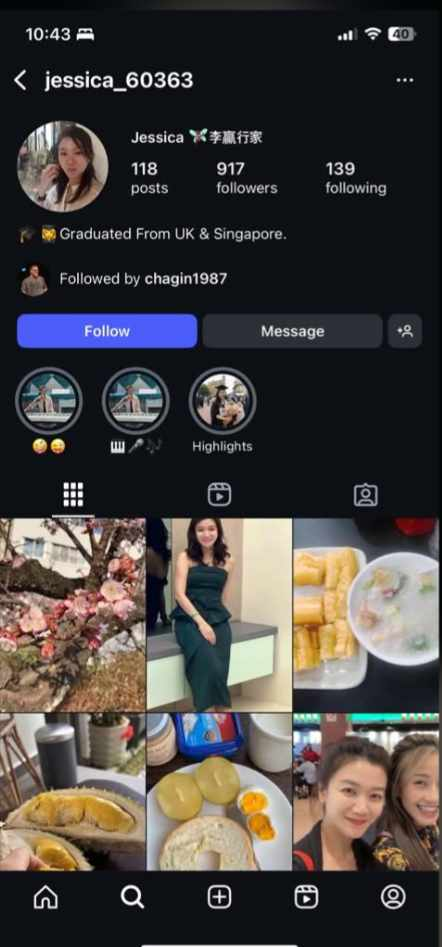 10:43
40
jessica_60363
Jessica 🦋李贏行家
118 917 139
posts followers following
🎓👩‍🎓Graduated From UK & Singapore.
Followed by chagin1987
Follow Message
🤣😜 🎹🎤🎶 Highlights